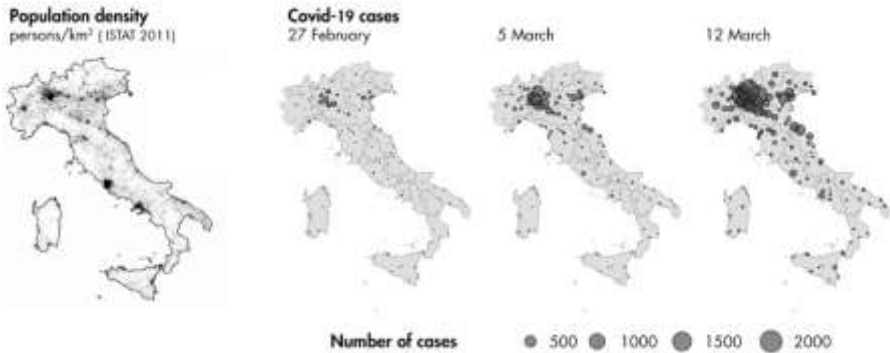 Population density
persons/km² ( ISTAT 2011)
Covid-19 cases
27 February
5 March
12 March
Number of cases
500
1000
1500
2000